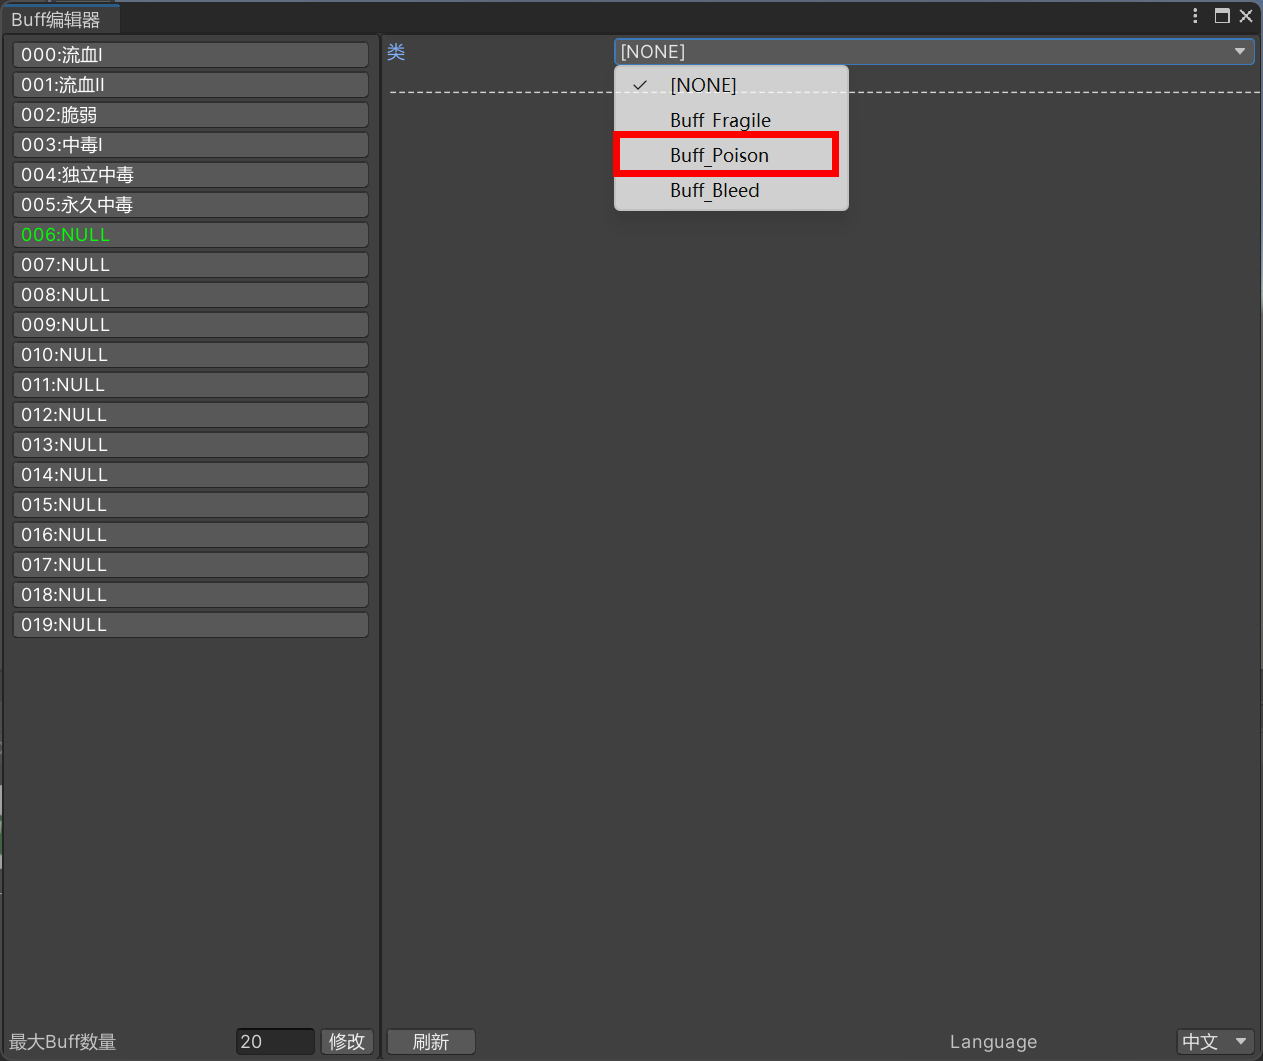 Buff编辑器
000:流血I
001:流血II
002:脆弱
003:中毒I
004:独立中毒
005:永久中毒
006:NULL
007:NULL
008:NULL
009:NULL
010:NULL
011:NULL
012:NULL
013:NULL
014:NULL
015:NULL
016:NULL
017:NULL
018:NULL
019:NULL
最大Buff数量 20 修改
类 [NONE]
[NONE]
Buff_Fragile
Buff_Poison
Buff_Bleed
刷新 Language 中文